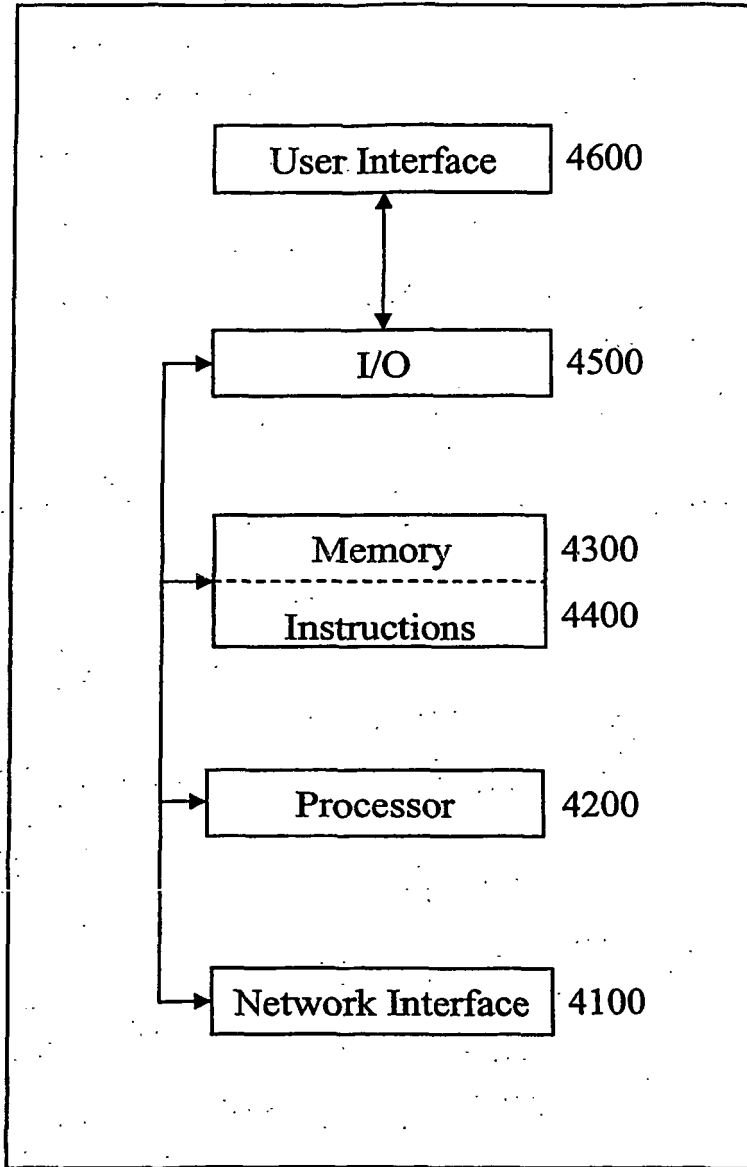 User Interface 4600
I/O 4500
Memory 4300
Instructions 4400
Processor 4200
Network Interface 4100